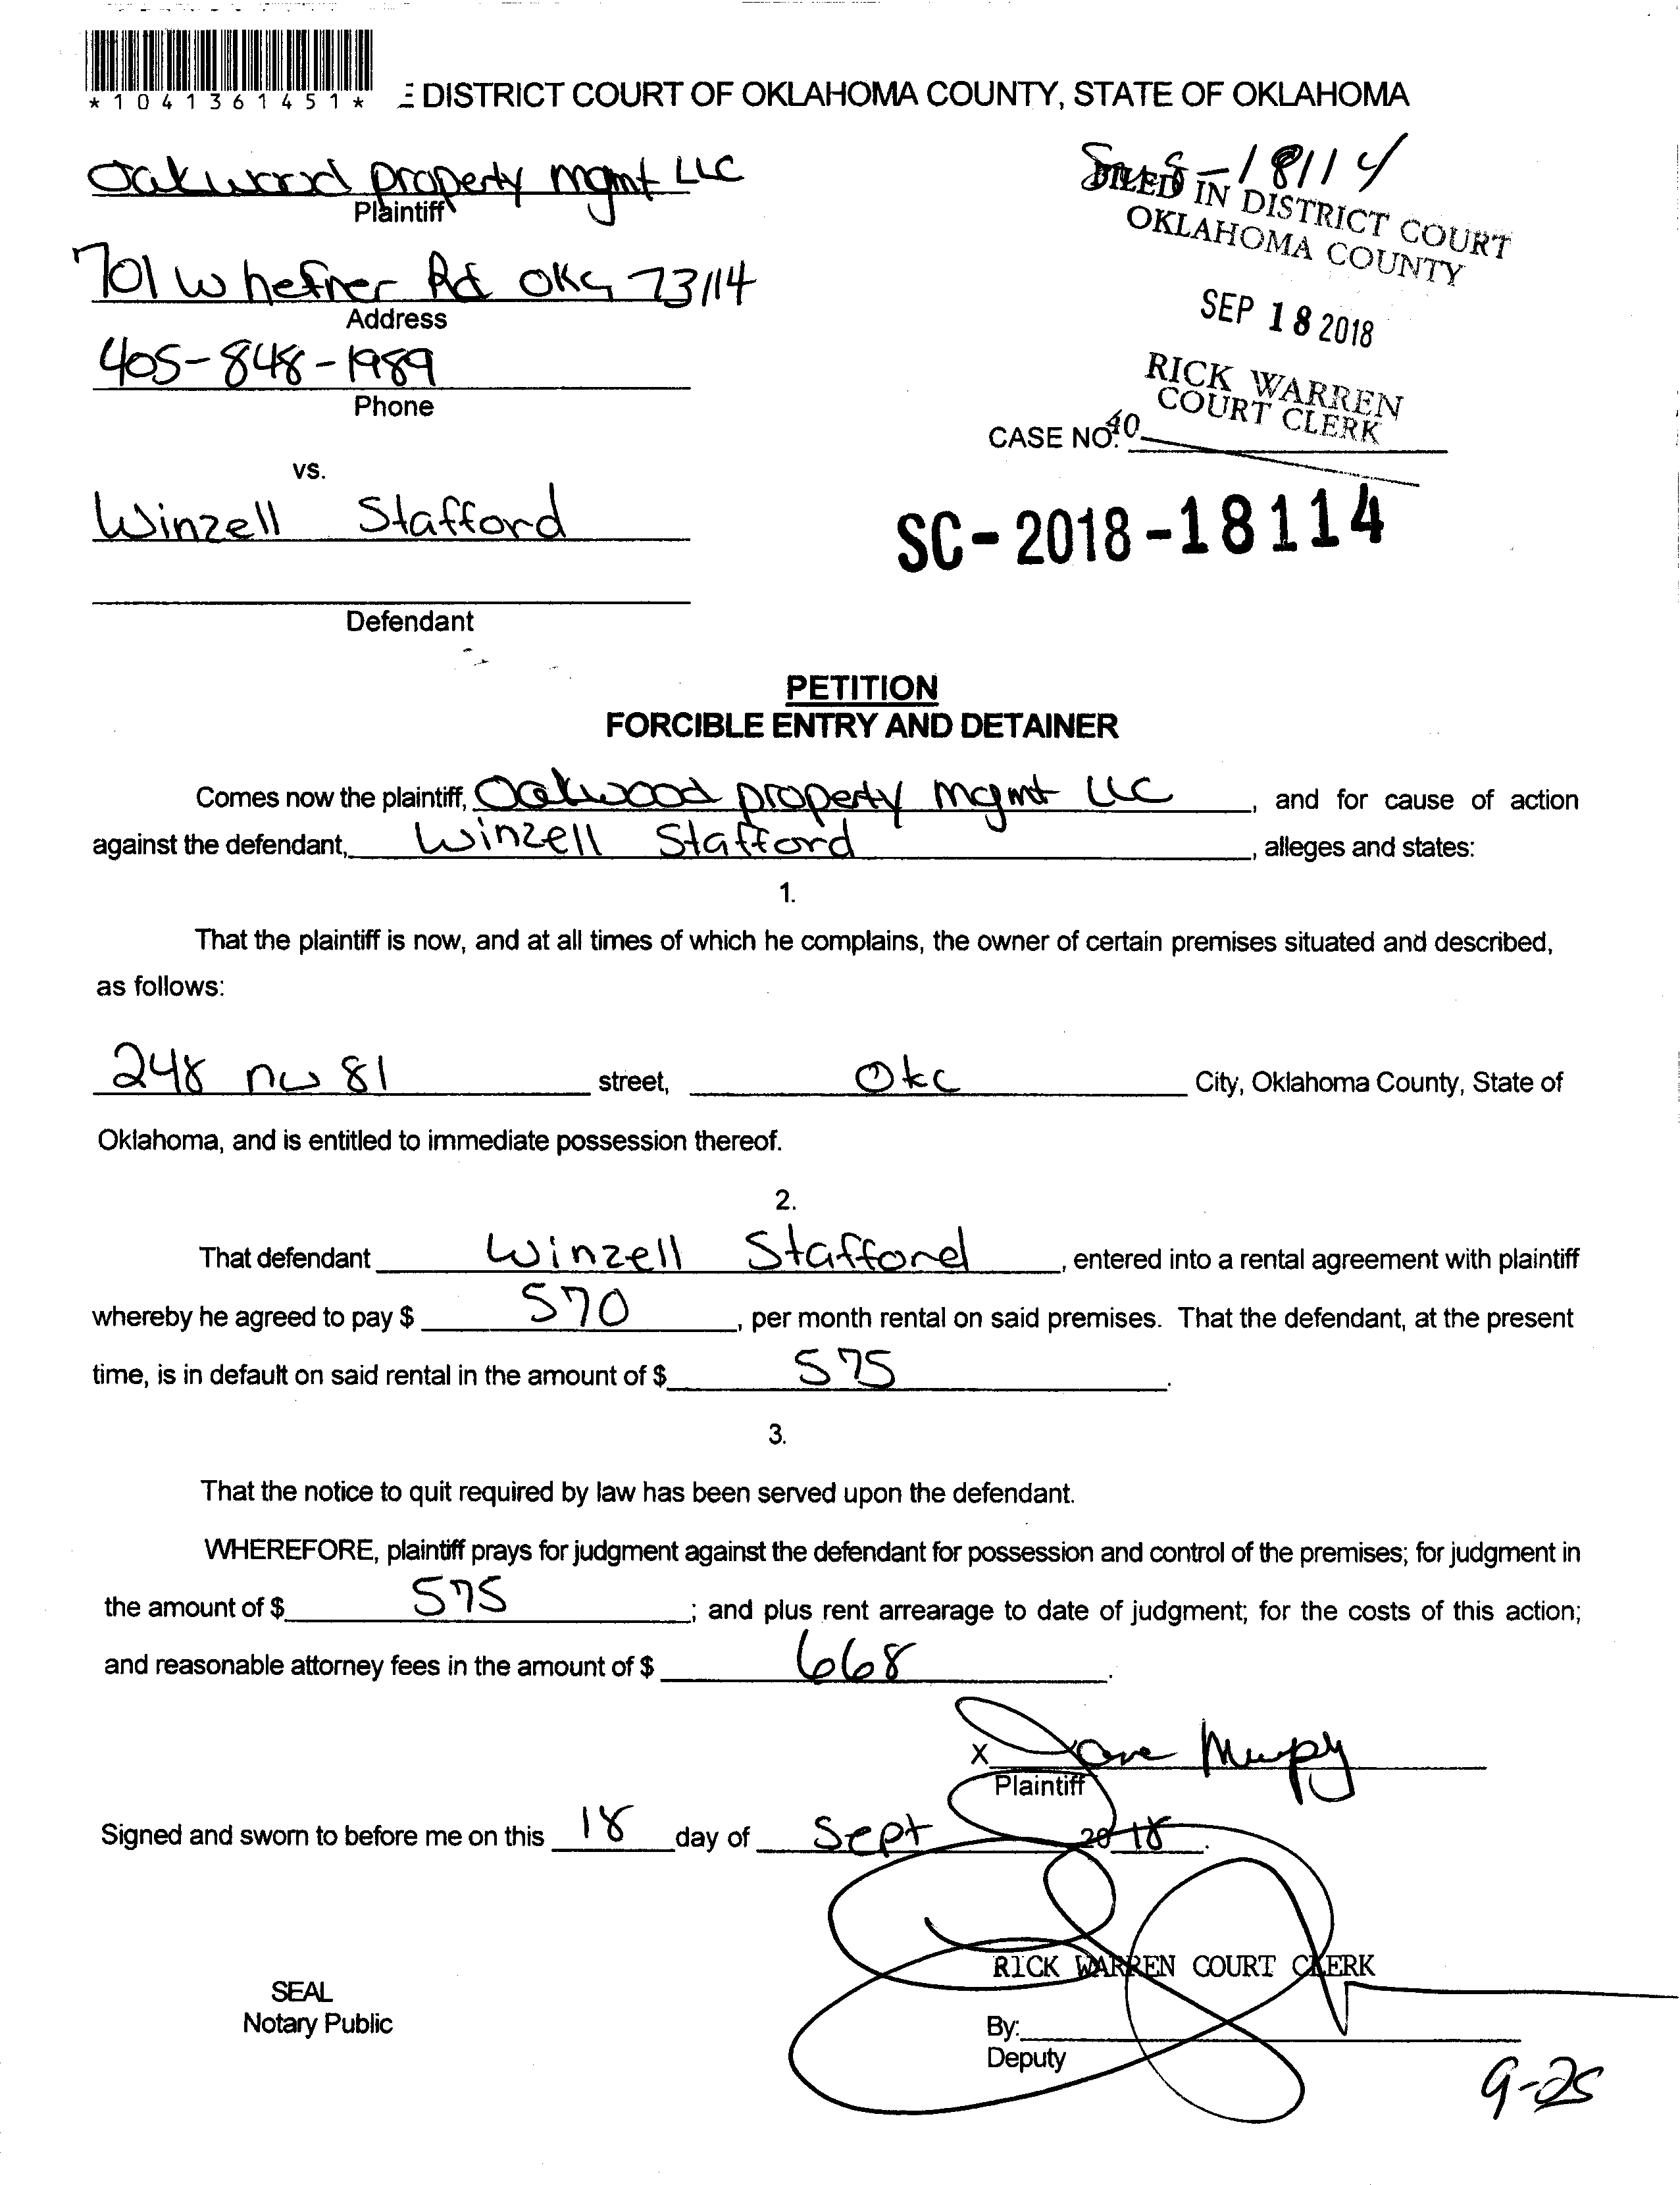 *1041361451*
DISTRICT COURT OF OKLAHOMA COUNTY, STATE OF OKLAHOMA
Oakwood property mgmt LLC
Plaintiff
701 W hefner Rd OKC 73114
Address
405-848-1989
Phone
vs.
Winzell Stafford
Defendant
18114
FILED IN DISTRICT COURT
OKLAHOMA COUNTY
SEP 18 2018
RICK WARREN
COURT CLERK
40
CASE NO.
SC-2018-18114
PETITION
FORCIBLE ENTRY AND DETAINER
Comes now the plaintiff, Oakwood property mgmt LLC, and for cause of action
against the defendant, Winzell Stafford, alleges and states:
1.
That the plaintiff is now, and at all times of which he complains, the owner of certain premises situated and described,
as follows:
248 nw 81 street, Okc City, Oklahoma County, State of
Oklahoma, and is entitled to immediate possession thereof.
2.
That defendant Winzell Stafford, entered into a rental agreement with plaintiff
whereby he agreed to pay $ 570, per month rental on said premises. That the defendant, at the present
time, is in default on said rental in the amount of $ 575.
3.
That the notice to quit required by law has been served upon the defendant.
WHEREFORE, plaintiff prays for judgment against the defendant for possession and control of the premises; for judgment in
the amount of $ 575; and plus rent arrearage to date of judgment; for the costs of this action;
and reasonable attorney fees in the amount of $ 668.
X
Plaintiff
Signed and sworn to before me on this 18 day of Sept 2018.
RICK WARREN COURT CLERK
SEAL
Notary Public
By:
Deputy
9-25